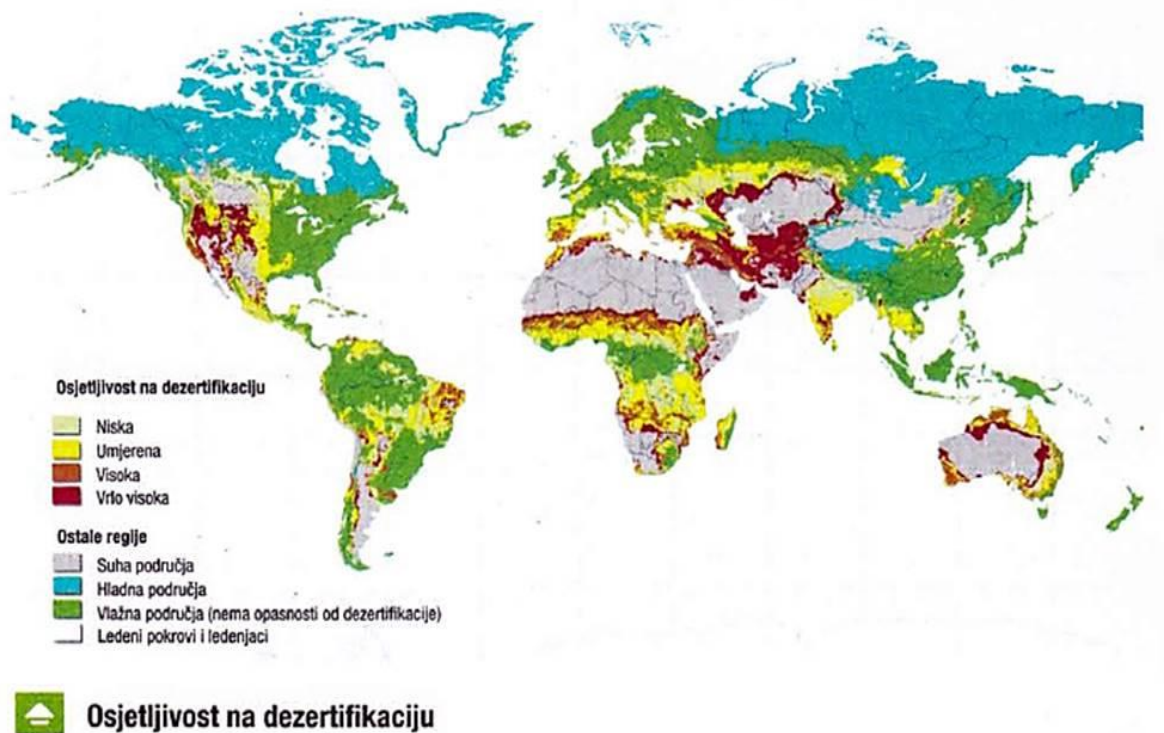 Osjetljivost na dezertifikaciju
Niska
Umjerena
Visoka
Vrlo visoka
Ostale regije
Suha područja
Hladna područja
Vlažna područja (nema opasnosti od dezertifikacije)
Ledeni pokrovi i ledenjaci
Osjetljivost na dezertifikaciju